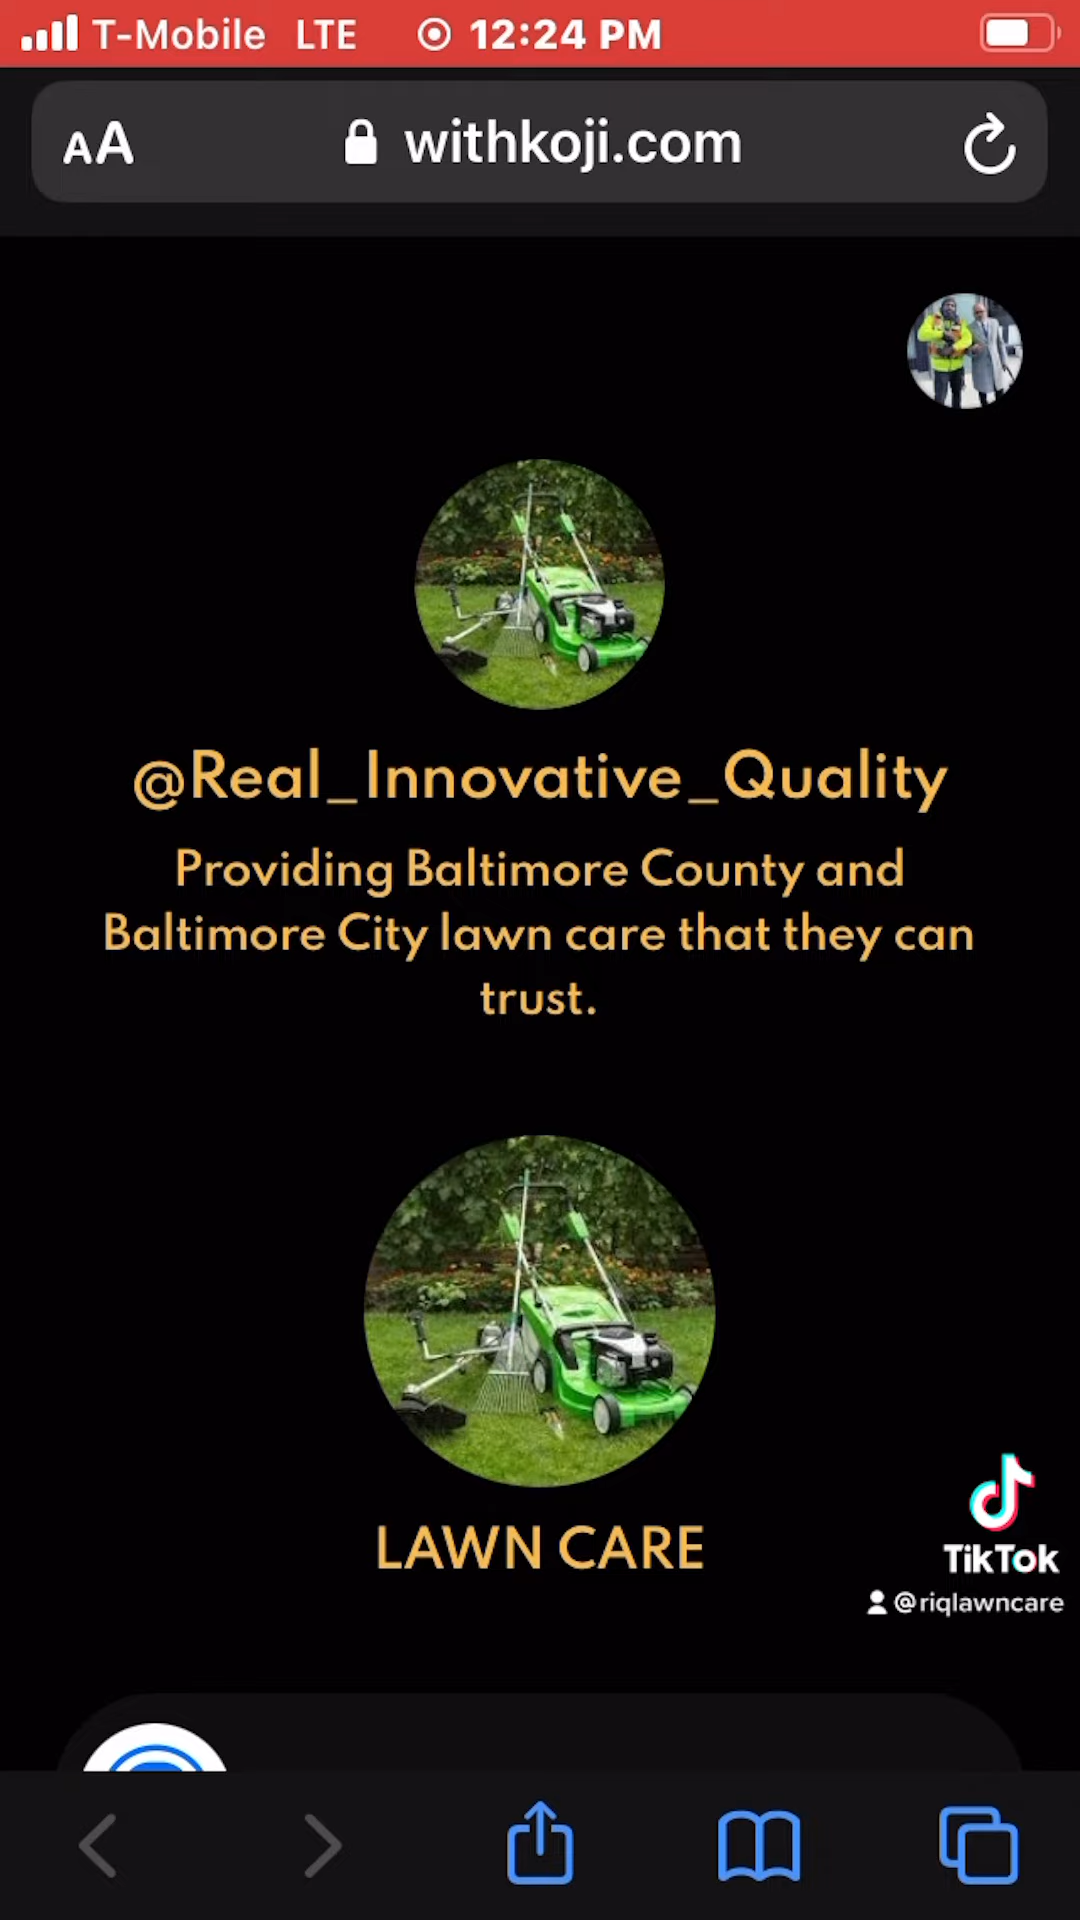 T-Mobile LTE 12:24 PM
AA withkoji.com
@Real_Innovative_Quality
Providing Baltimore County and
Baltimore City lawn care that they can
trust.
LAWN CARE
TikTok
@riqlawncare